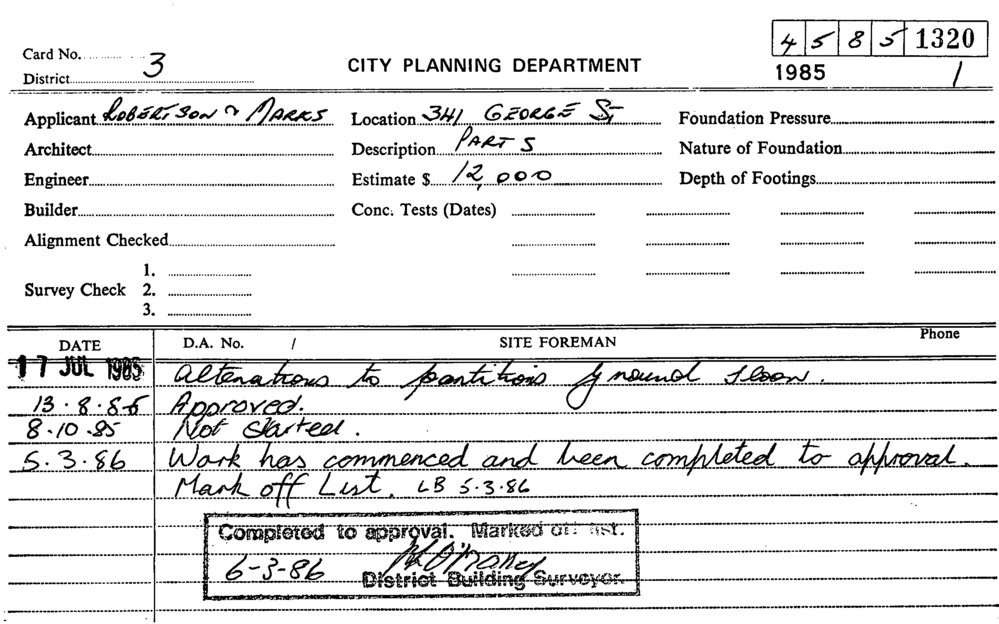 4 5 8 5 1320
Card No. 3
CITY PLANNING DEPARTMENT
1985 1
District
Applicant ROBERTSON & MARKS Location 341 GEORGE ST Foundation Pressure
Architect Description PARTS Nature of Foundation
Engineer Estimate $ 12,000 Depth of Footings
Builder Conc. Tests (Dates)
Alignment Checked
1.
Survey Check 2.
3.
DATE D.A. No. / SITE FOREMAN Phone
17 JUL 1985 Alterations to partitions ground floor.
13.8.85 Approved.
8.10.85 Not started.
5.3.86 Work has commenced and been completed to approval.
Mark off List. LB 5.3.86
Completed to approval. Marked off list.
6-3-86
District Building Surveyor.